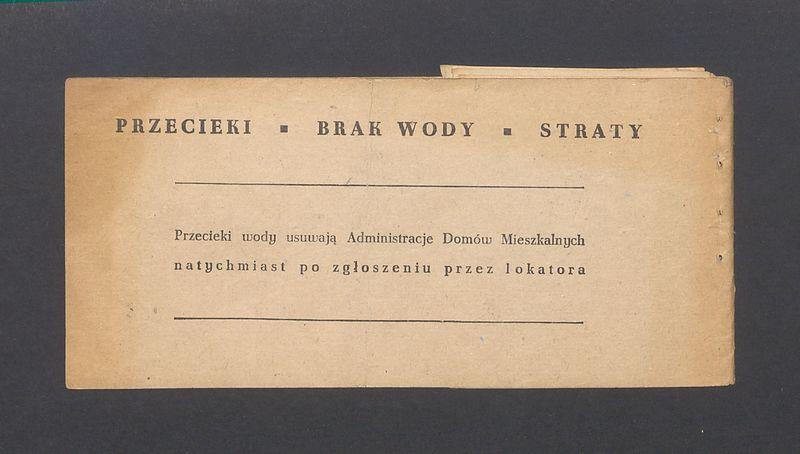 PRZECIEKI ▪ BRAK WODY ▪ STRATY
Przecieki wody usuwają Administracje Domów Mieszkalnych
natychmiast po zgłoszeniu przez lokatora